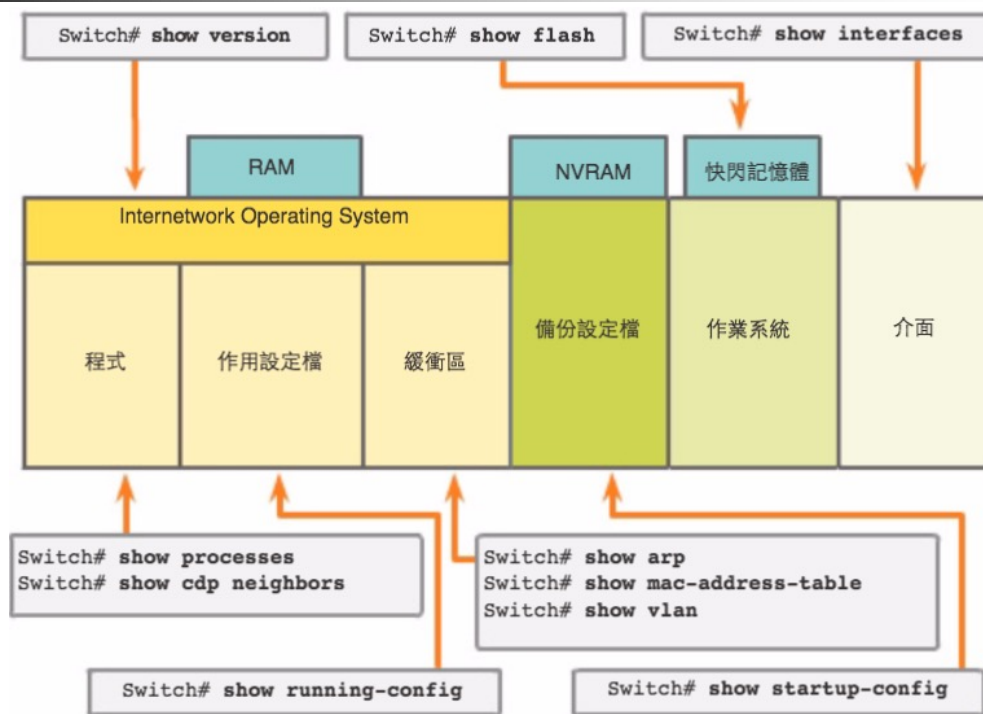 Switch# show version
Switch# show flash
Switch# show interfaces
RAM
NVRAM
快閃記憶體
Internetwork Operating System
程式
作用設定檔
緩衝區
備份設定檔
作業系統
介面
Switch# show processes
Switch# show cdp neighbors
Switch# show arp
Switch# show mac-address-table
Switch# show vlan
Switch# show running-config
Switch# show startup-config